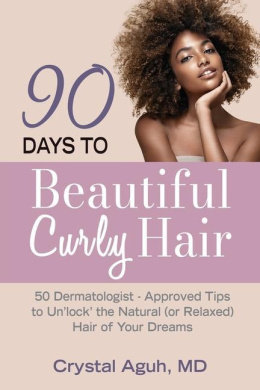 90
DAYS TO
Beautiful
Curly Hair
50 Dermatologist - Approved Tips
to Un'lock' the Natural (or Relaxed)
Hair of Your Dreams
Crystal Aguh, MD